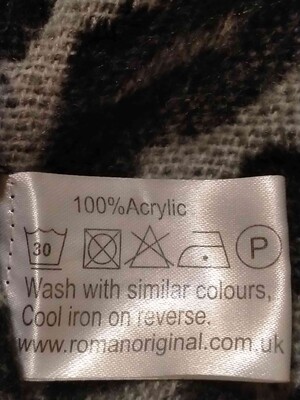 100%Acrylic
30 P
Wash with similar colours,
Cool iron on reverse.
www.romanoriginal.com.uk